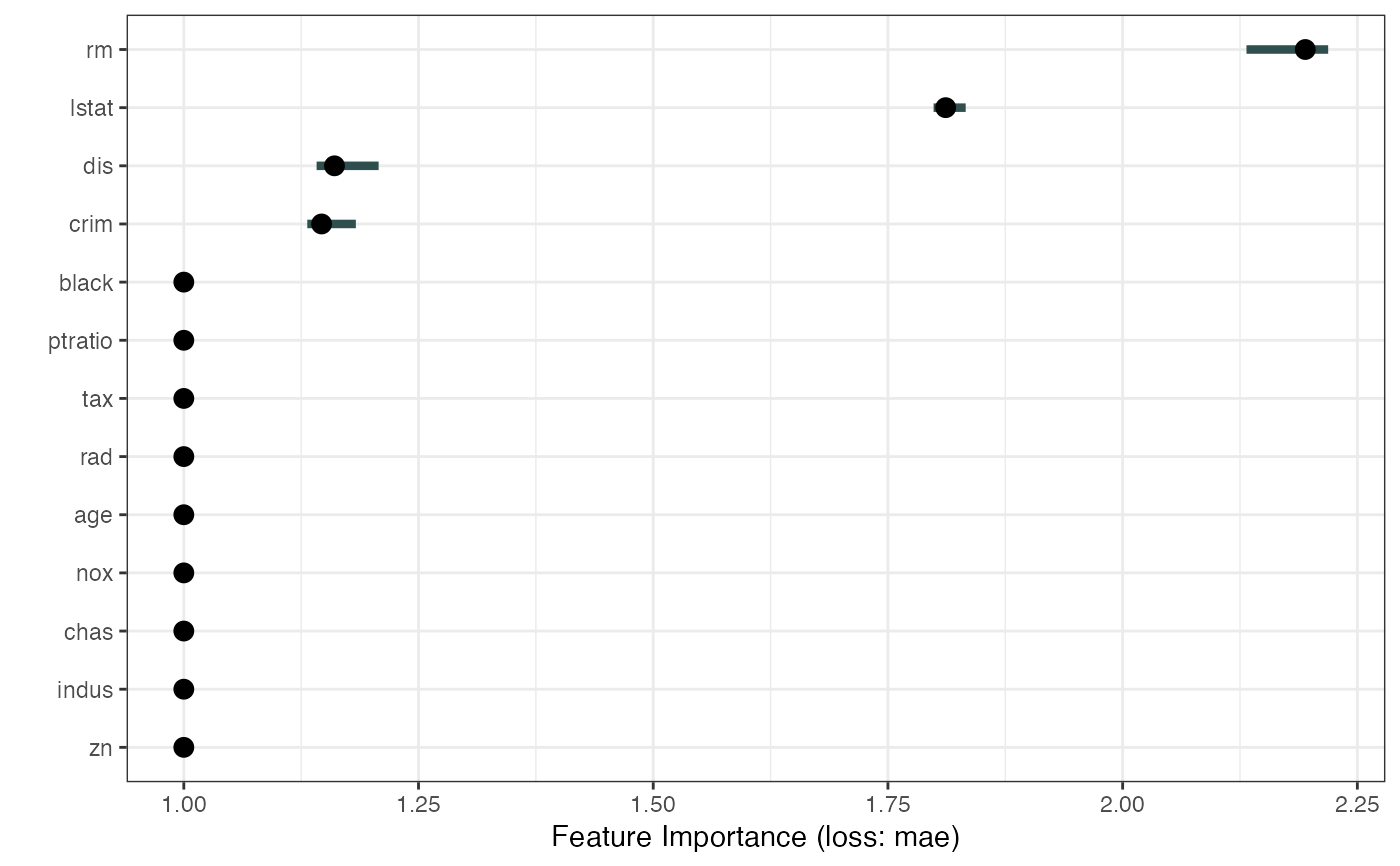 rm
lstat
dis
crim
black
ptratio
tax
rad
age
nox
chas
indus
zn
1.00 1.25 1.50 1.75 2.00 2.25
Feature Importance (loss: mae)